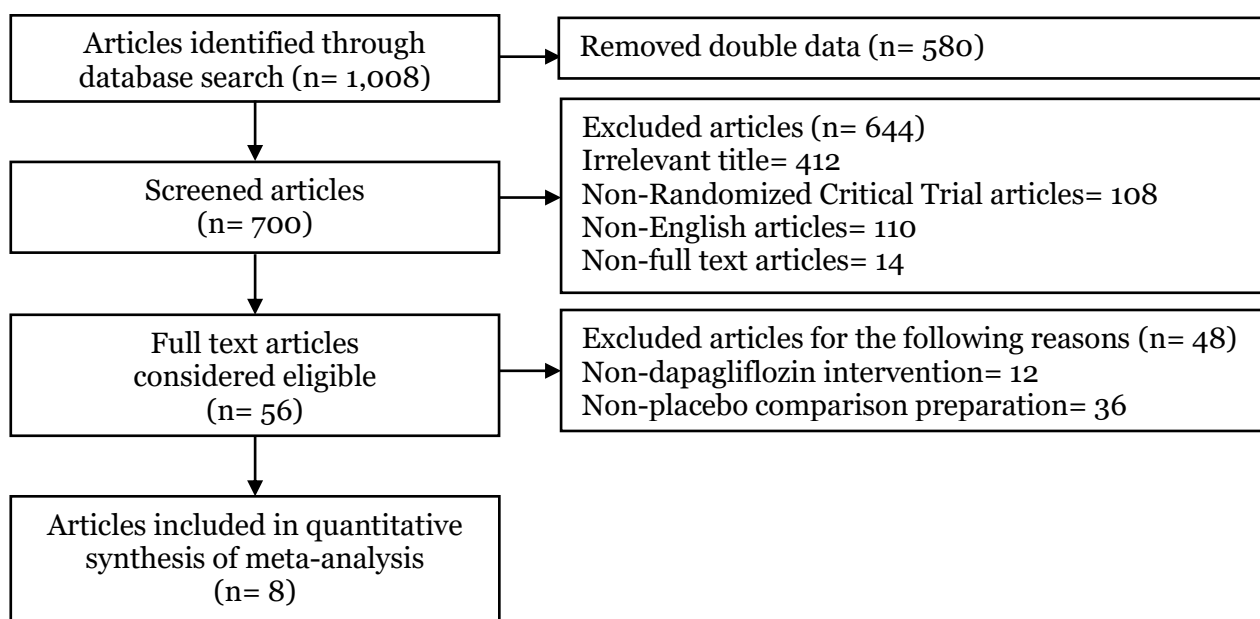 Articles identified through
database search (n= 1,008)
Removed double data (n= 580)
Screened articles
(n= 700)
Excluded articles (n= 644)
Irrelevant title= 412
Non-Randomized Critical Trial articles= 108
Non-English articles= 110
Non-full text articles= 14
Full text articles
considered eligible
(n= 56)
Excluded articles for the following reasons (n= 48)
Non-dapagliflozin intervention= 12
Non-placebo comparison preparation= 36
Articles included in quantitative
synthesis of meta-analysis
(n= 8)